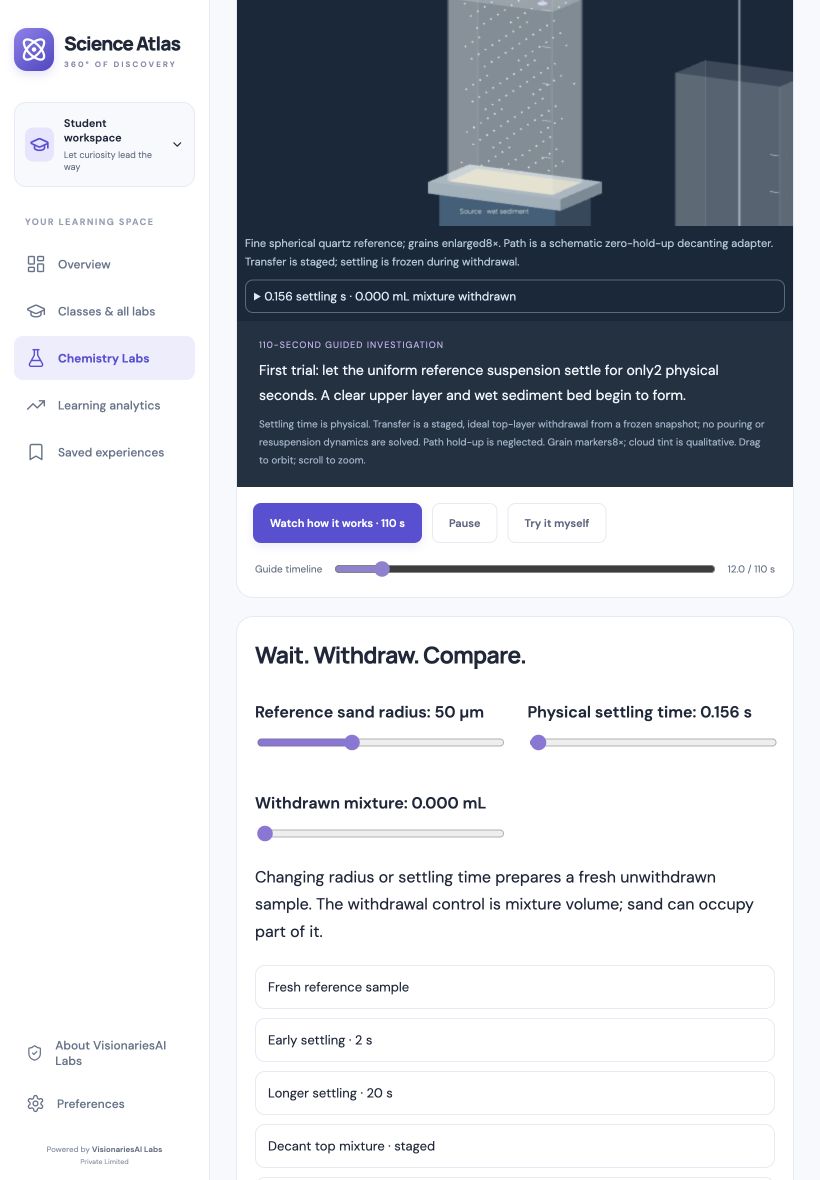 Science Atlas
360° OF DISCOVERY
Student
workspace
Let curiosity lead the
way
YOUR LEARNING SPACE
Overview
Classes & all labs
Chemistry Labs
Learning analytics
Saved experiences
About VisionariesAI
Labs
Preferences
Powered by VisionariesAI Labs
Private Limited
Source · wet sediment
Fine spherical quartz reference; grains enlarged8×. Path is a schematic zero-hold-up decanting adapter.
Transfer is staged; settling is frozen during withdrawal.
▶ 0.156 settling s · 0.000 mL mixture withdrawn
110-SECOND GUIDED INVESTIGATION
First trial: let the uniform reference suspension settle for only2 physical
seconds. A clear upper layer and wet sediment bed begin to form.
Settling time is physical. Transfer is a staged, ideal top-layer withdrawal from a frozen snapshot; no pouring or
resuspension dynamics are solved. Path hold-up is neglected. Grain markers8×; cloud tint is qualitative. Drag
to orbit; scroll to zoom.
Watch how it works · 110 s
Pause
Try it myself
Guide timeline
12.0 / 110 s
Wait. Withdraw. Compare.
Reference sand radius: 50 µm
Physical settling time: 0.156 s
Withdrawn mixture: 0.000 mL
Changing radius or settling time prepares a fresh unwithdrawn
sample. The withdrawal control is mixture volume; sand can occupy
part of it.
Fresh reference sample
Early settling · 2 s
Longer settling · 20 s
Decant top mixture · staged